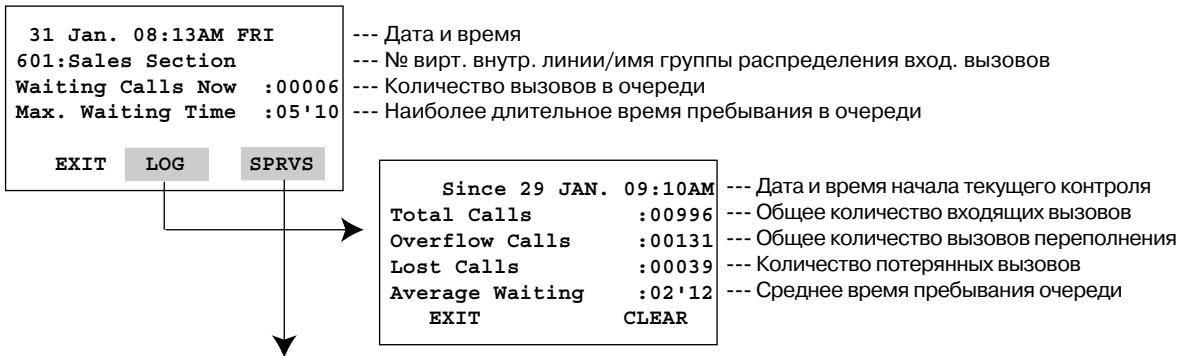 31 Jan. 08:13AM FRI --- Дата и время
601:Sales Section --- № вирт. внутр. линии/имя группы распределения вход. вызовов
Waiting Calls Now :00006 --- Количество вызовов в очереди
Max. Waiting Time :05'10 --- Наиболее длительное время пребывания в очереди
EXIT LOG SPRVS
Since 29 JAN. 09:10AM --- Дата и время начала текущего контроля
Total Calls :00996 --- Общее количество входящих вызовов
Overflow Calls :00131 --- Общее количество вызовов переполнения
Lost Calls :00039 --- Количество потерянных вызовов
Average Waiting :02'12 --- Среднее время пребывания очереди
EXIT CLEAR